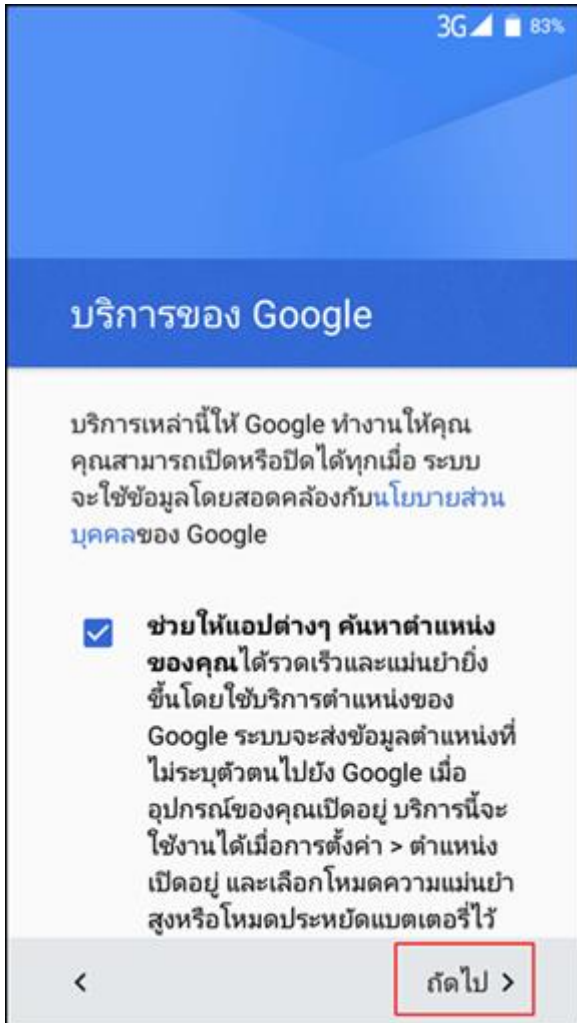 3G 83%
บริการของ Google
บริการเหล่านี้ให้ Google ทำงานให้คุณ
คุณสามารถเปิดหรือปิดได้ทุกเมื่อ ระบบ
จะใช้ข้อมูลโดยสอดคล้องกับนโยบายส่วน
บุคคลของ Google
ช่วยให้แอปต่างๆ ค้นหาตำแหน่ง
ของคุณได้รวดเร็วและแม่นยำยิ่ง
ขึ้นโดยใช้บริการตำแหน่งของ
Google ระบบจะส่งข้อมูลตำแหน่งที่
ไม่ระบุตัวตนไปยัง Google เมื่อ
อุปกรณ์ของคุณเปิดอยู่ บริการนี้จะ
ใช้งานได้เมื่อการตั้งค่า > ตำแหน่ง
เปิดอยู่ และเลือกโหมดความแม่นยำ
สูงหรือโหมดประหยัดแบตเตอรี่ไว้
< ถัดไป >